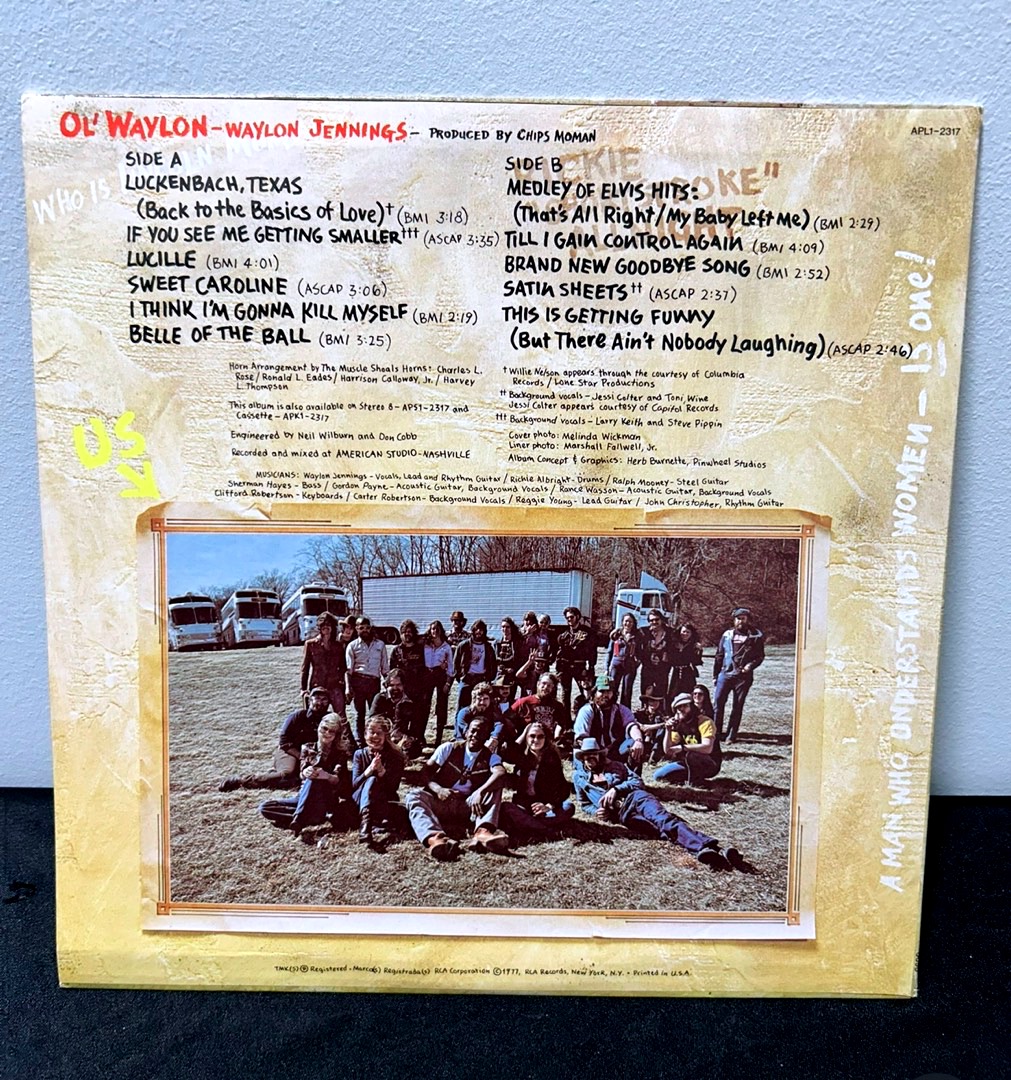 OL' WAYLON - WAYLON JENNINGS - PRODUCED BY CHIPS MOMAN
APL1-2317
WHO IS
SIDE A
LUCKENBACH, TEXAS
(Back to the Basics of Love)† (BMI 3:18)
IF YOU SEE ME GETTING SMALLER††† (ASCAP 3:35)
LUCILLE (BMI 4:01)
SWEET CAROLINE (ASCAP 3:06)
I THINK I'M GONNA KILL MYSELF (BMI 2:19)
BELLE OF THE BALL (BMI 3:25)
SIDE B
MEDLEY OF ELVIS HITS:
(That's All Right/My Baby Left Me) (BMI 2:29)
TILL I GAIN CONTROL AGAIN (BMI 4:09)
BRAND NEW GOODBYE SONG (BMI 2:52)
SATIN SHEETS†† (ASCAP 2:37)
THIS IS GETTING FUNNY
(But There Ain't Nobody Laughing) (ASCAP 2:46)
Horn Arrangement by The Muscle Shoals Horns: Charles L.
Rose / Ronald L. Eades / Harrison Calloway, Jr. / Harvey
L. Thompson
This album is also available on Stereo 8 - APS1-2317 and
Cassette - APK1-2317
Engineered by Neil Wilburn and Don Cobb
Recorded and mixed at AMERICAN STUDIO - NASHVILLE
† Willie Nelson appears through the courtesy of Columbia
Records / Lone Star Productions
†† Background vocals - Jessi Colter and Toni Wine
Jessi Colter appears courtesy of Capitol Records
††† Background vocals - Larry Keith and Steve Pippin
Cover photo: Melinda Wickman
Liner photo: Marshall Fallwell, Jr.
Album Concept & Graphics: Herb Burnette, Pinwheel Studios
MUSICIANS: Waylon Jennings - Vocals, Lead and Rhythm Guitar / Richie Albright - Drums / Ralph Mooney - Steel Guitar
Sherman Hayes - Bass / Gordon Payne - Acoustic Guitar, Background Vocals / Rance Wasson - Acoustic Guitar, Background Vocals
Clifford Robertson - Keyboards / Carter Robertson - Background Vocals / Reggie Young - Lead Guitar / John Christopher, Rhythm Guitar
US
A MAN WHO UNDERSTANDS WOMEN - IS one!
TMK(S) ® Registered • Marca(s) Registrada(s) RCA Corporation © 1977, RCA Records, New York, N.Y. • Printed in U.S.A.